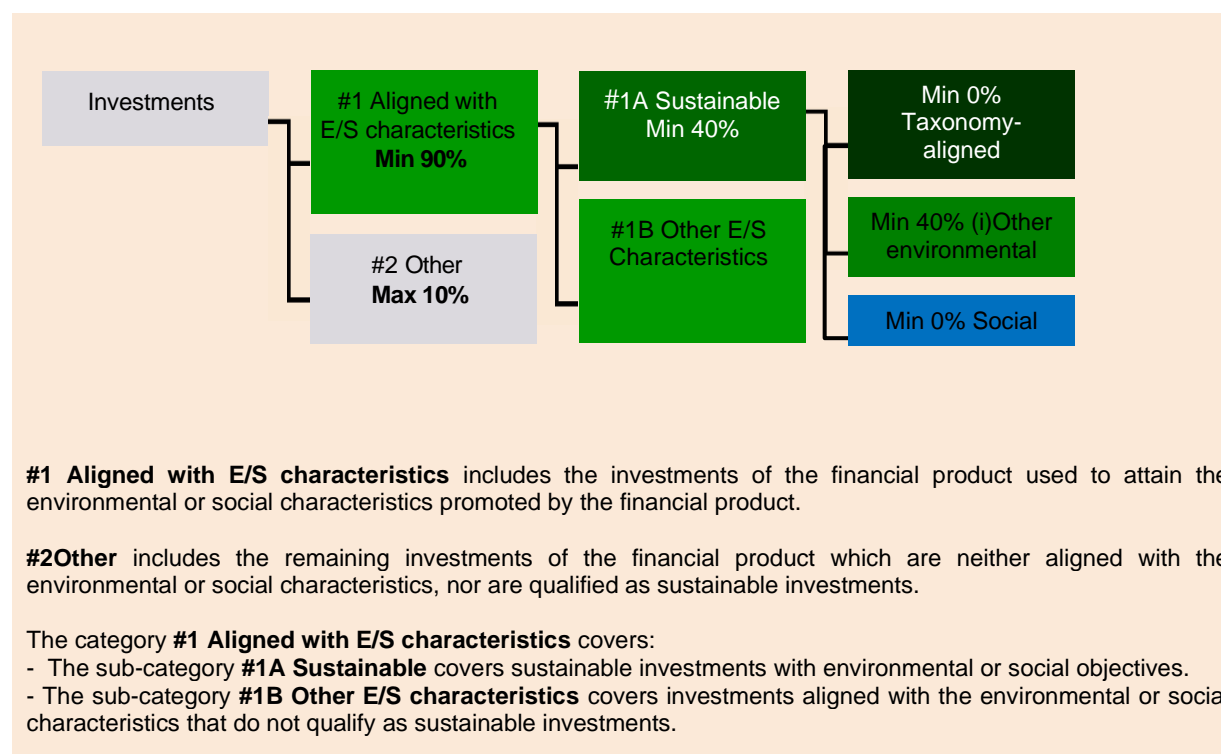 Investments
#1 Aligned with
E/S characteristics
Min 90%
#2 Other
Max 10%
#1A Sustainable
Min 40%
#1B Other E/S
Characteristics
Min 0%
Taxonomy-
aligned
Min 40% (i)Other
environmental
Min 0% Social
#1 Aligned with E/S characteristics includes the investments of the financial product used to attain the
environmental or social characteristics promoted by the financial product.
#2Other includes the remaining investments of the financial product which are neither aligned with the
environmental or social characteristics, nor are qualified as sustainable investments.
The category #1 Aligned with E/S characteristics covers:
- The sub-category #1A Sustainable covers sustainable investments with environmental or social objectives.
- The sub-category #1B Other E/S characteristics covers investments aligned with the environmental or social
characteristics that do not qualify as sustainable investments.